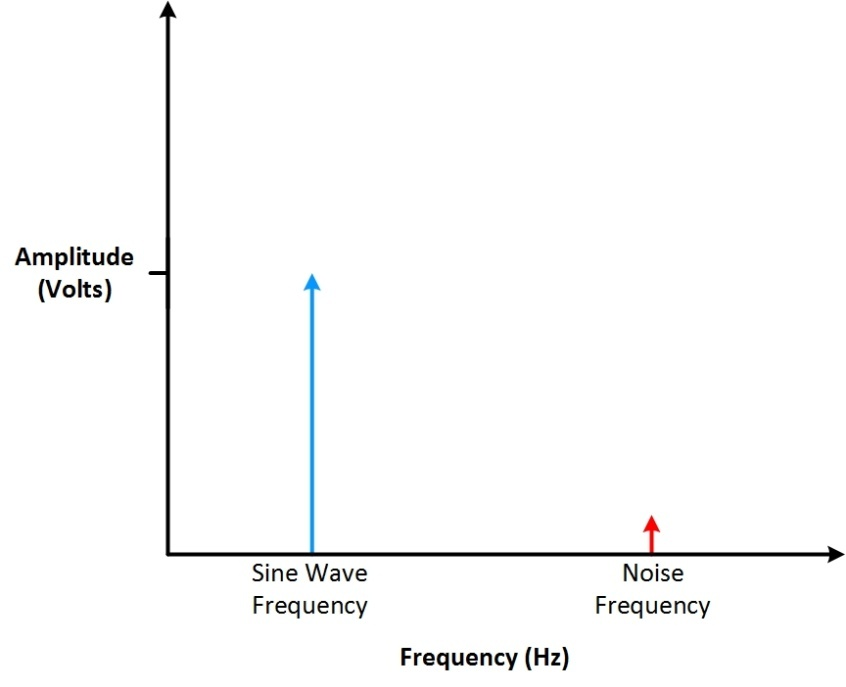 Amplitude
(Volts)
Sine Wave
Frequency
Noise
Frequency
Frequency (Hz)